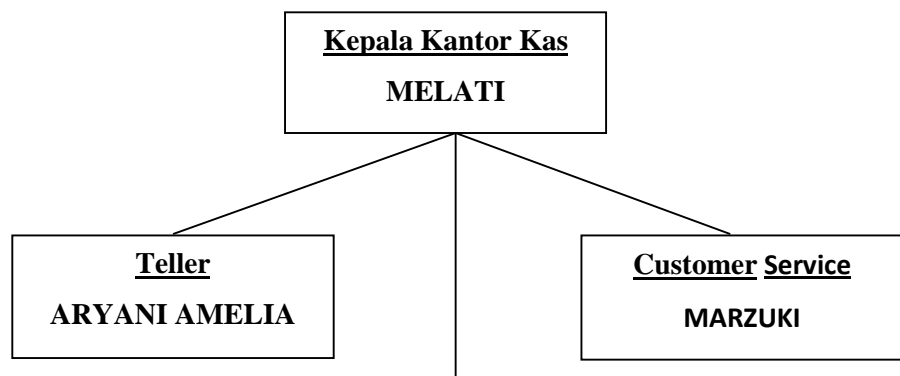 Kepala Kantor Kas
MELATI
Teller
ARYANI AMELIA
Customer Service
MARZUKI